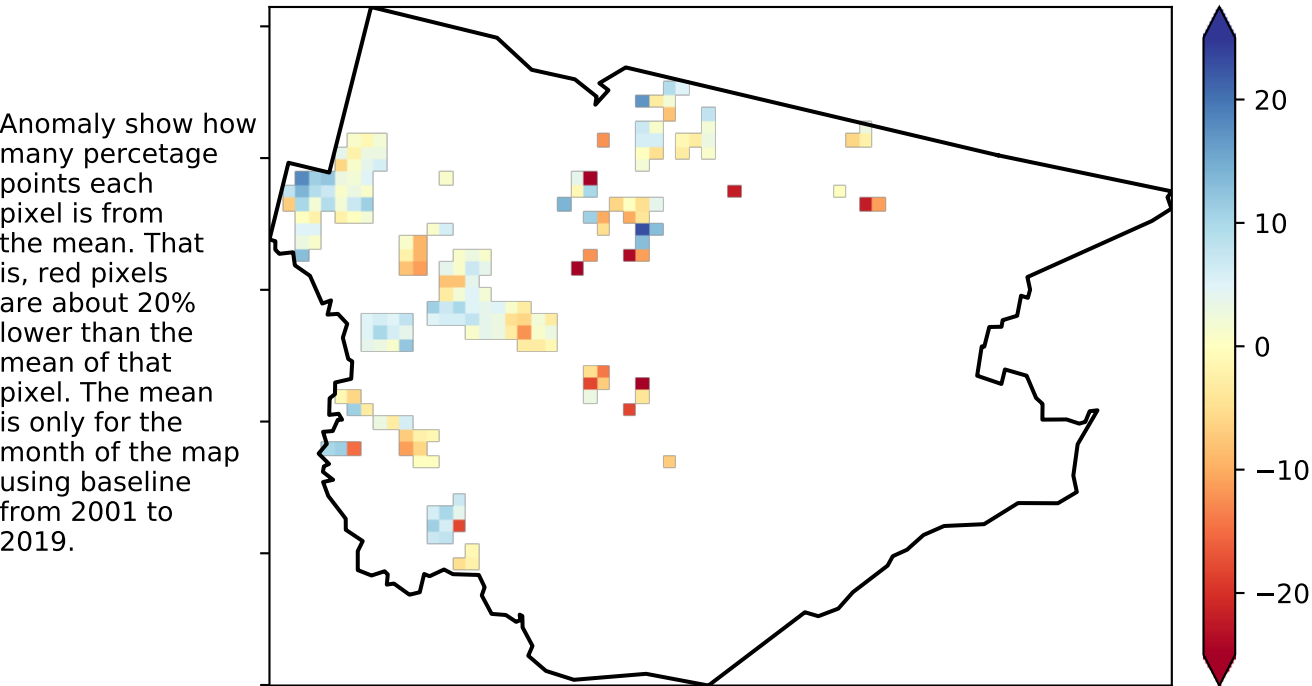 Anomaly show how
many percetage
points each
pixel is from
the mean. That
is, red pixels
are about 20%
lower than the
mean of that
pixel. The mean
is only for the
month of the map
using baseline
from 2001 to
2019.
20
10
0
−10
−20